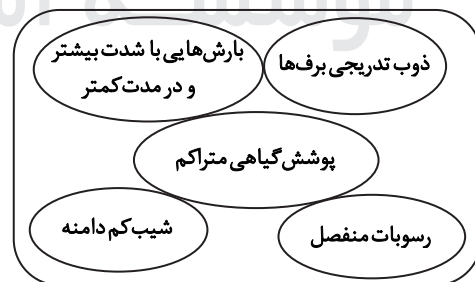 ذوب تدریجی برف‌ها
بارش‌هایی با شدت بیشتر
و در مدت کمتر
پوشش گیاهی متراکم
رسوبات منفصل
شیب کم دامنه